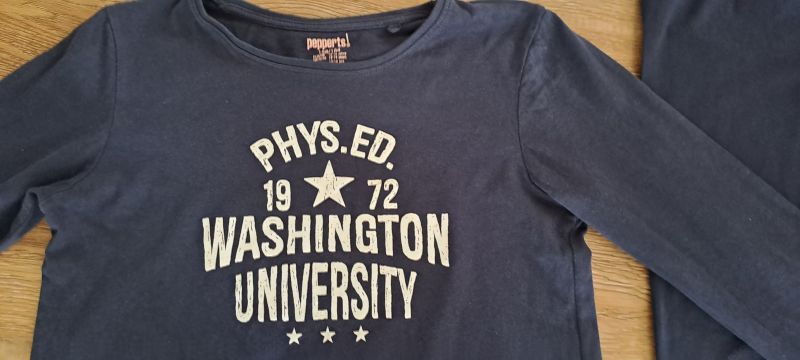 pepperts!
PHYS.ED.
19 72
WASHINGTON
UNIVERSITY